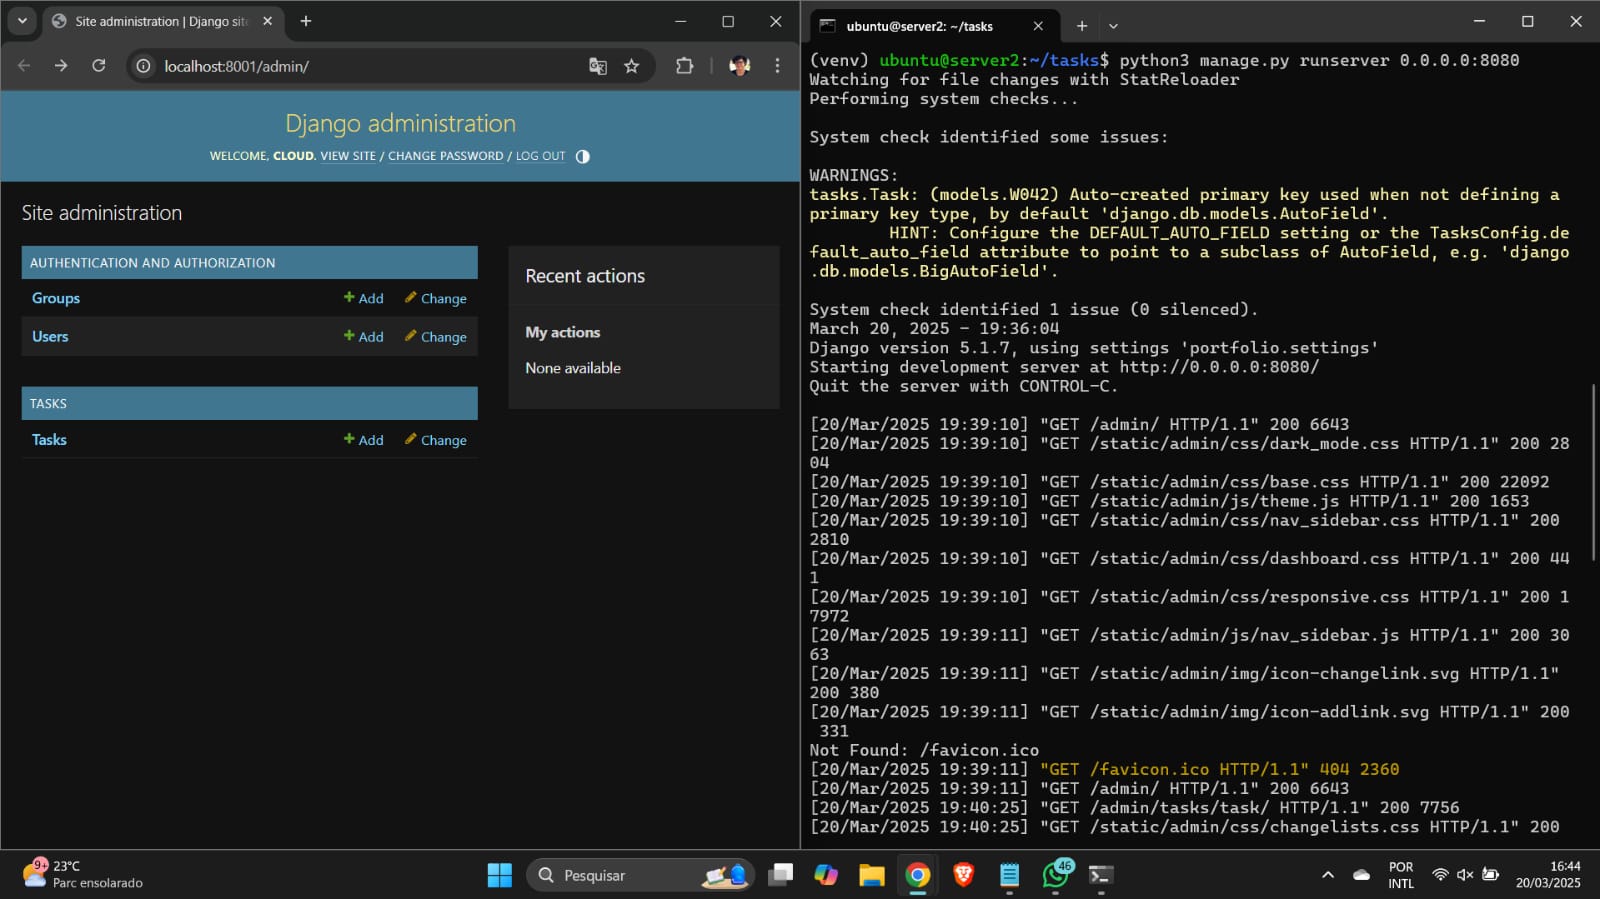 Site administration | Django sit
localhost:8001/admin/
Django administration
WELCOME, CLOUD. VIEW SITE / CHANGE PASSWORD / LOG OUT
Site administration
AUTHENTICATION AND AUTHORIZATION
Groups Add Change
Users Add Change
TASKS
Tasks Add Change
Recent actions
My actions
None available
ubuntu@server2: ~/tasks
(venv) ubuntu@server2:~/tasks$ python3 manage.py runserver 0.0.0.0:8080
Watching for file changes with StatReloader
Performing system checks...
System check identified some issues:
WARNINGS:
tasks.Task: (models.W042) Auto-created primary key used when not defining a
primary key type, by default 'django.db.models.AutoField'.
HINT: Configure the DEFAULT_AUTO_FIELD setting or the TasksConfig.de
fault_auto_field attribute to point to a subclass of AutoField, e.g. 'django
.db.models.BigAutoField'.
System check identified 1 issue (0 silenced).
March 20, 2025 - 19:36:04
Django version 5.1.7, using settings 'portfolio.settings'
Starting development server at http://0.0.0.0:8080/
Quit the server with CONTROL-C.
[20/Mar/2025 19:39:10] "GET /admin/ HTTP/1.1" 200 6643
[20/Mar/2025 19:39:10] "GET /static/admin/css/dark_mode.css HTTP/1.1" 200 28
04
[20/Mar/2025 19:39:10] "GET /static/admin/css/base.css HTTP/1.1" 200 22092
[20/Mar/2025 19:39:10] "GET /static/admin/js/theme.js HTTP/1.1" 200 1653
[20/Mar/2025 19:39:10] "GET /static/admin/css/nav_sidebar.css HTTP/1.1" 200
2810
[20/Mar/2025 19:39:10] "GET /static/admin/css/dashboard.css HTTP/1.1" 200 44
1
[20/Mar/2025 19:39:10] "GET /static/admin/css/responsive.css HTTP/1.1" 200 1
7972
[20/Mar/2025 19:39:11] "GET /static/admin/js/nav_sidebar.js HTTP/1.1" 200 30
63
[20/Mar/2025 19:39:11] "GET /static/admin/img/icon-changelink.svg HTTP/1.1"
200 380
[20/Mar/2025 19:39:11] "GET /static/admin/img/icon-addlink.svg HTTP/1.1" 200
331
Not Found: /favicon.ico
[20/Mar/2025 19:39:11] "GET /favicon.ico HTTP/1.1" 404 2360
[20/Mar/2025 19:39:11] "GET /admin/ HTTP/1.1" 200 6643
[20/Mar/2025 19:40:25] "GET /admin/tasks/task/ HTTP/1.1" 200 7756
[20/Mar/2025 19:40:25] "GET /static/admin/css/changelists.css HTTP/1.1" 200
9+
23°C
Parc ensolarado
Pesquisar
46
POR
INTL
16:44
20/03/2025